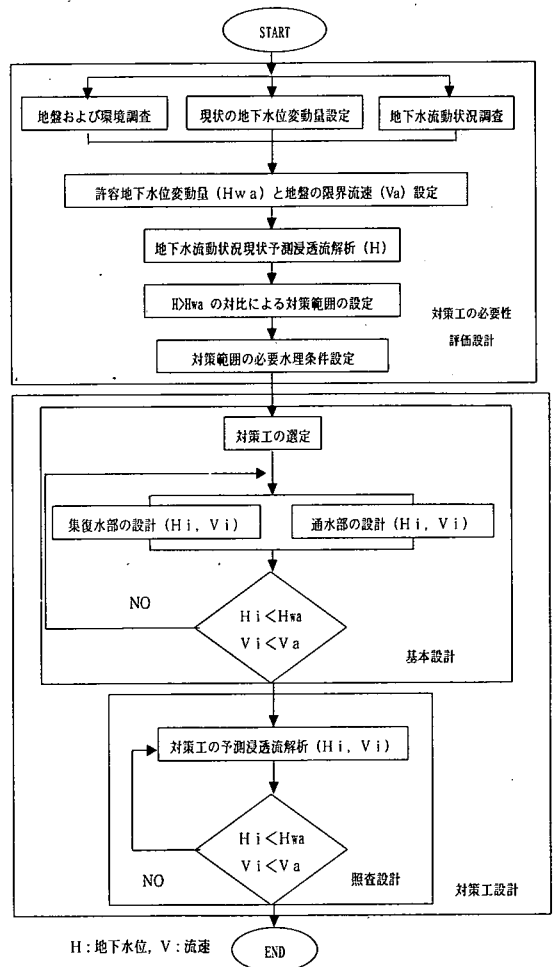 START
地盤および環境調査
現状の地下水位変動量設定
地下水流動状況調査
許容地下水位変動量（Hwa）と地盤の限界流速（Va）設定
地下水流動状況現状予測浸透流解析（H）
H>Hwa の対比による対策範囲の設定
対策工の必要性
評価設計
対策範囲の必要水理条件設定
対策工の選定
集復水部の設計（Hi, Vi）
通水部の設計（Hi, Vi）
NO
Hi<Hwa
Vi<Va
基本設計
対策工の予測浸透流解析（Hi, Vi）
Hi<Hwa
Vi<Va
NO
照査設計
対策工設計
H：地下水位, V：流速
END